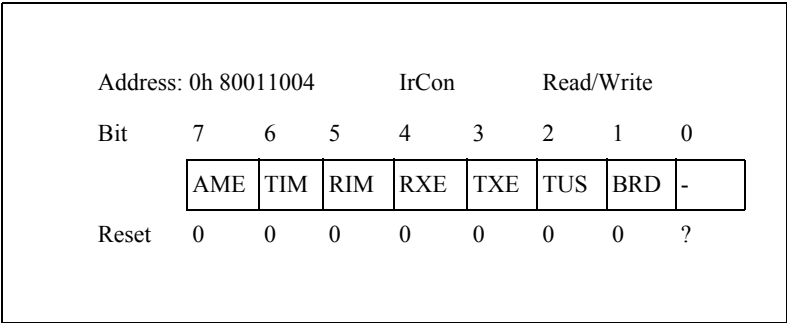 Address: 0h 80011004 IrCon Read/Write
Bit 7 6 5 4 3 2 1 0
AME TIM RIM RXE TXE TUS BRD -
Reset 0 0 0 0 0 0 0 ?